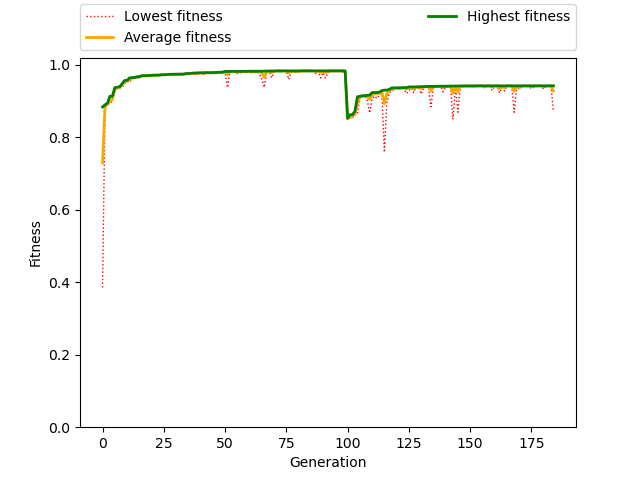 Lowest fitness
Average fitness
Highest fitness
1.0
0.8
0.6
0.4
0.2
0.0
Fitness
0 25 50 75 100 125 150 175
Generation